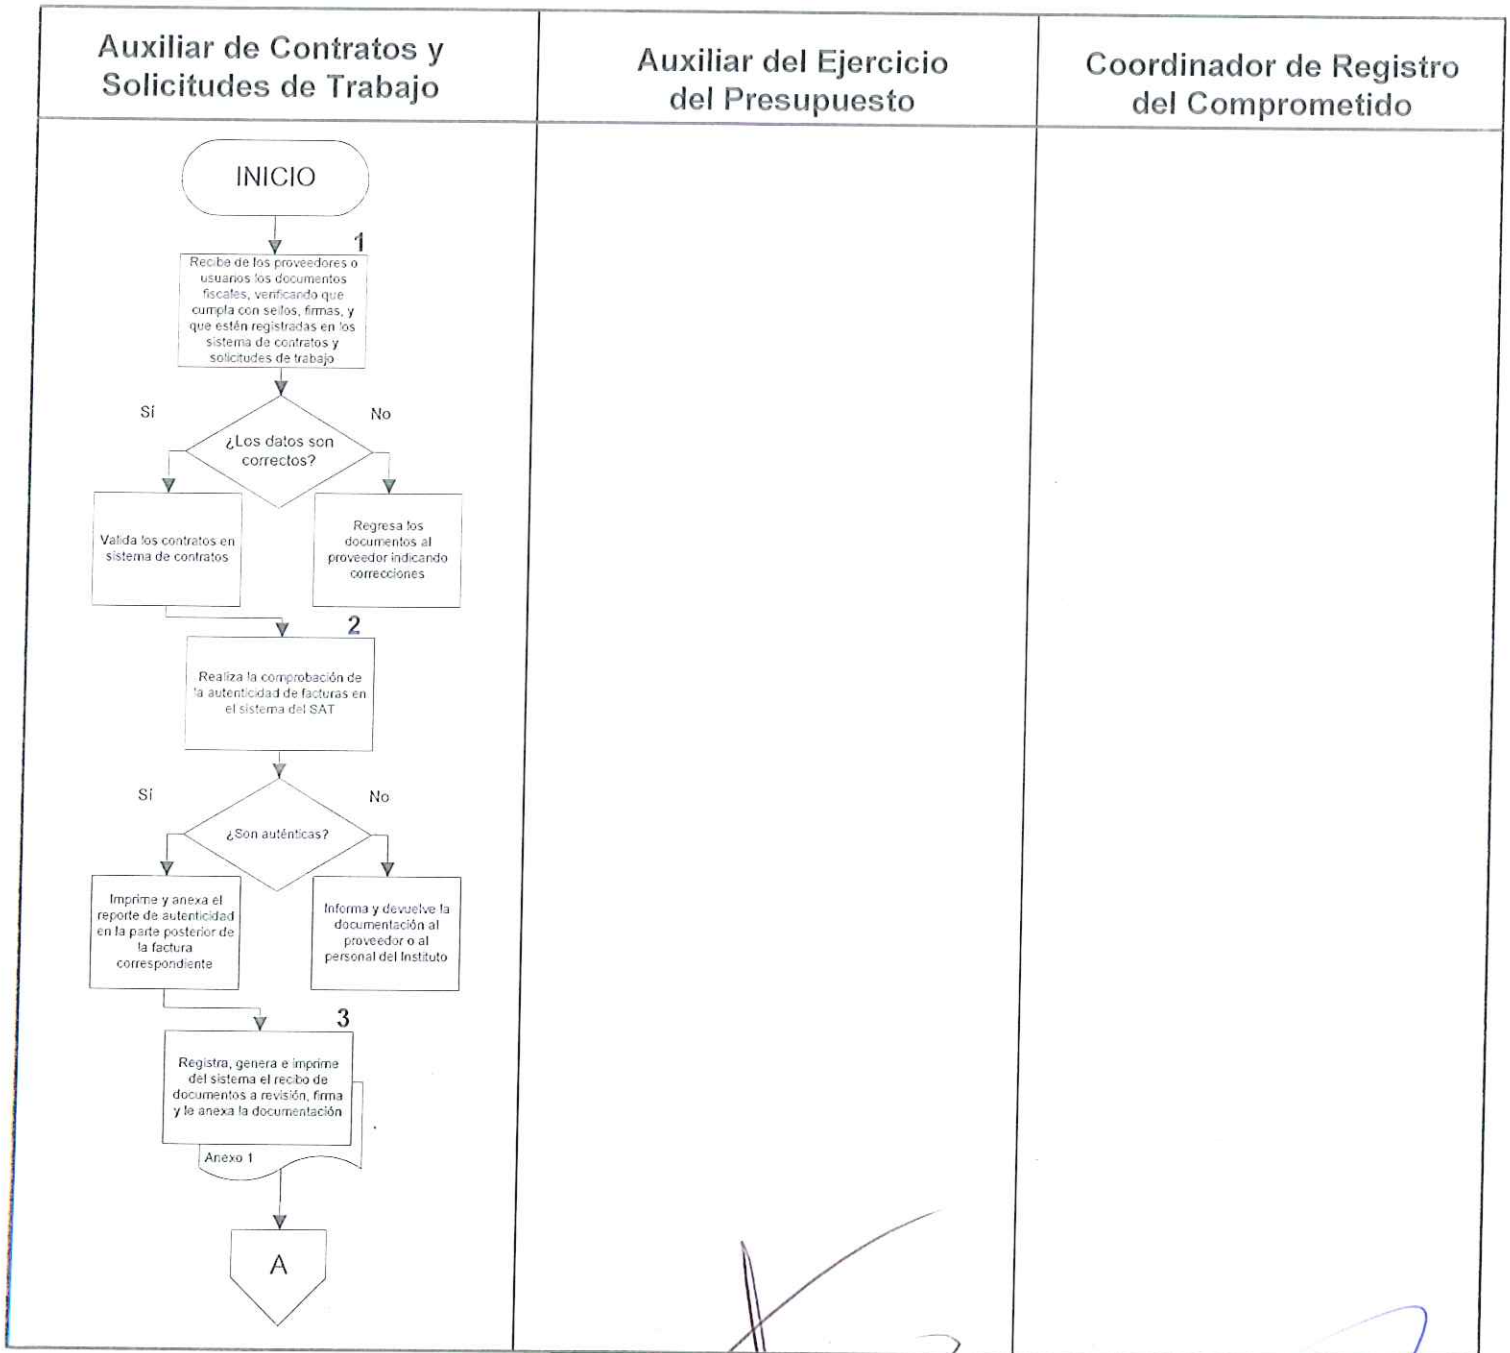 Auxiliar de Contratos y
Solicitudes de Trabajo
Auxiliar del Ejercicio
del Presupuesto
Coordinador de Registro
del Comprometido
INICIO
1
Recibe de los proveedores o
usuarios los documentos
fiscales, verificando que
cumpla con sellos, firmas, y
que estén registradas en los
sistema de contratos y
solicitudes de trabajo
Sí
No
¿Los datos son
correctos?
Valida los contratos en
sistema de contratos
Regresa los
documentos al
proveedor indicando
correcciones
2
Realiza la comprobación de
la autenticidad de facturas en
el sistema del SAT
Sí
No
¿Son auténticas?
Imprime y anexa el
reporte de autenticidad
en la parte posterior de
la factura
correspondiente
Informa y devuelve la
documentación al
proveedor o al
personal del Instituto
3
Registra, genera e imprime
del sistema el recibo de
documentos a revisión, firma
y le anexa la documentación
Anexo 1
A